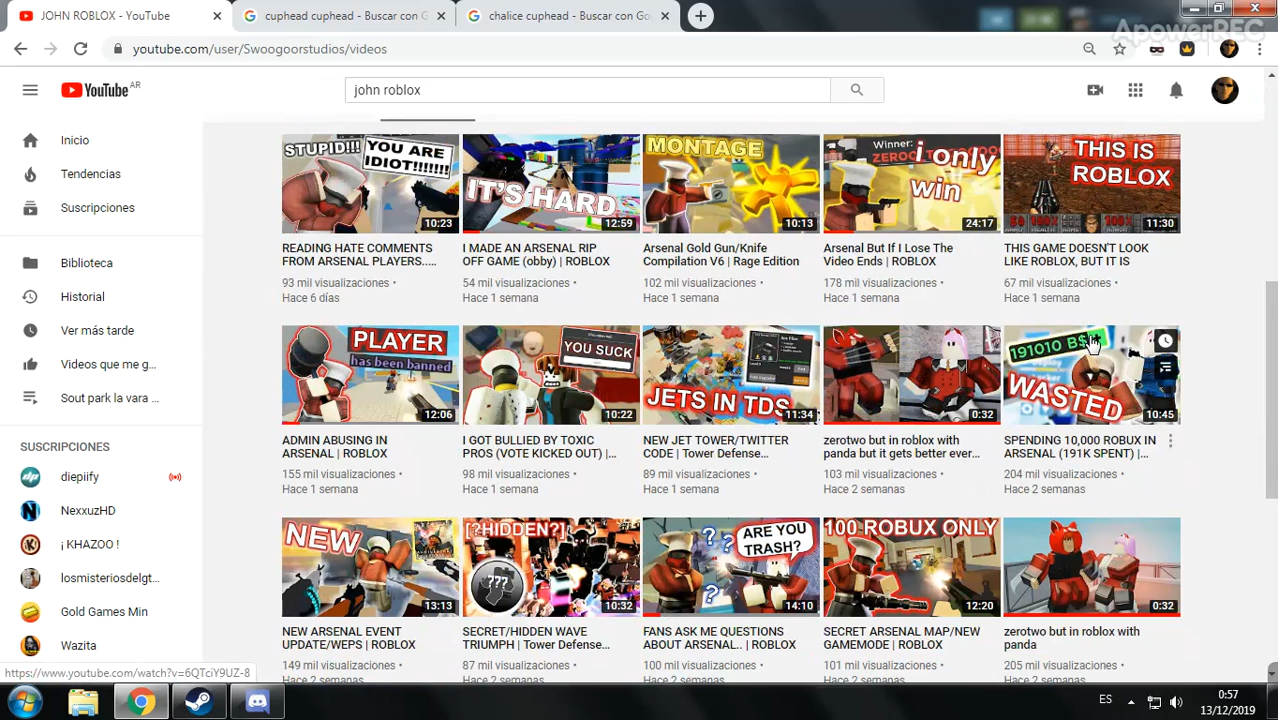 JOHN ROBLOX - YouTube
cuphead cuphead - Buscar con G
chalice cuphead - Buscar con Goo
ApowerREC
youtube.com/user/Swoogoorstudios/videos
YouTube AR
john roblox
Inicio
Tendencias
Suscripciones
Biblioteca
Historial
Ver más tarde
Videos que me g...
Sout park la vara ...
SUSCRIPCIONES
diepiify
NexxuzHD
¡ KHAZOO !
losmisteriosdelgt...
Gold Games Min
Wazita
STUPID!!!
YOU ARE
IDIOT!!!!!!!
10:23
IT'S HARD
12:59
MONTAGE
10:13
Winner:
i only
win
24:17
THIS IS
ROBLOX
11:30
READING HATE COMMENTS
FROM ARSENAL PLAYERS....
93 mil visualizaciones •
Hace 6 días
I MADE AN ARSENAL RIP
OFF GAME (obby) | ROBLOX
54 mil visualizaciones •
Hace 1 semana
Arsenal Gold Gun/Knife
Compilation V6 | Rage Edition
102 mil visualizaciones •
Hace 1 semana
Arsenal But If I Lose The
Video Ends | ROBLOX
178 mil visualizaciones •
Hace 1 semana
THIS GAME DOESN'T LOOK
LIKE ROBLOX, BUT IT IS
67 mil visualizaciones •
Hace 1 semana
PLAYER
has been banned
12:06
YOU SUCK
10:22
JETS IN TDS
11:34
0:32
191010 B$
WASTED
10:45
ADMIN ABUSING IN
ARSENAL | ROBLOX
155 mil visualizaciones •
Hace 1 semana
I GOT BULLIED BY TOXIC
PROS (VOTE KICKED OUT) |...
98 mil visualizaciones •
Hace 1 semana
NEW JET TOWER/TWITTER
CODE | Tower Defense...
89 mil visualizaciones •
Hace 1 semana
zerotwo but in roblox with
panda but it gets better ever...
103 mil visualizaciones •
Hace 2 semanas
SPENDING 10,000 ROBUX IN
ARSENAL (191K SPENT) |...
204 mil visualizaciones •
Hace 2 semanas
NEW
13:13
[?HIDDEN?]
???
10:32
? ? ?
ARE YOU
TRASH?
14:10
100 ROBUX ONLY
12:20
0:32
NEW ARSENAL EVENT
UPDATE/WEPS | ROBLOX
149 mil visualizaciones •
SECRET/HIDDEN WAVE
TRIUMPH | Tower Defense...
87 mil visualizaciones •
FANS ASK ME QUESTIONS
ABOUT ARSENAL.. | ROBLOX
100 mil visualizaciones •
SECRET ARSENAL MAP/NEW
GAMEMODE | ROBLOX
101 mil visualizaciones •
zerotwo but in roblox with
panda
205 mil visualizaciones •
https://www.youtube.com/watch?v=6QTciY9UZ-8
ES
0:57
13/12/2019